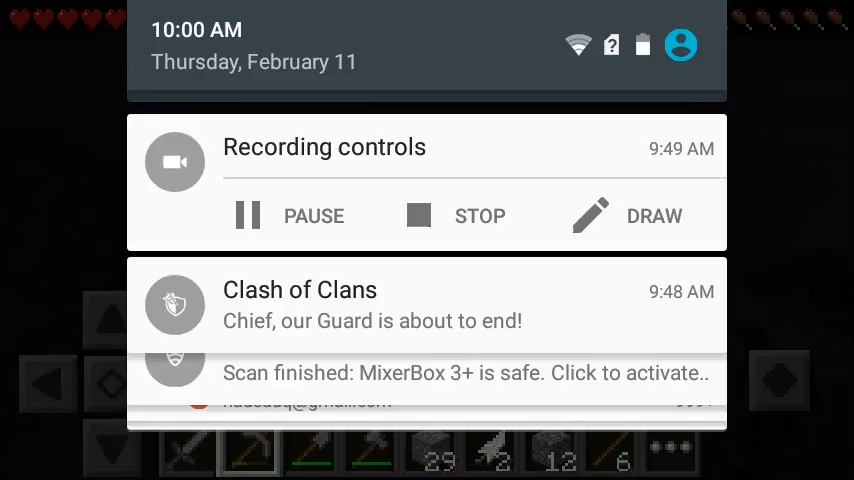 10:00 AM
Thursday, February 11
?
Recording controls
9:49 AM
PAUSE
STOP
DRAW
Clash of Clans
9:48 AM
Chief, our Guard is about to end!
Scan finished: MixerBox 3+ is safe. Click to activate..
29
2
12
6